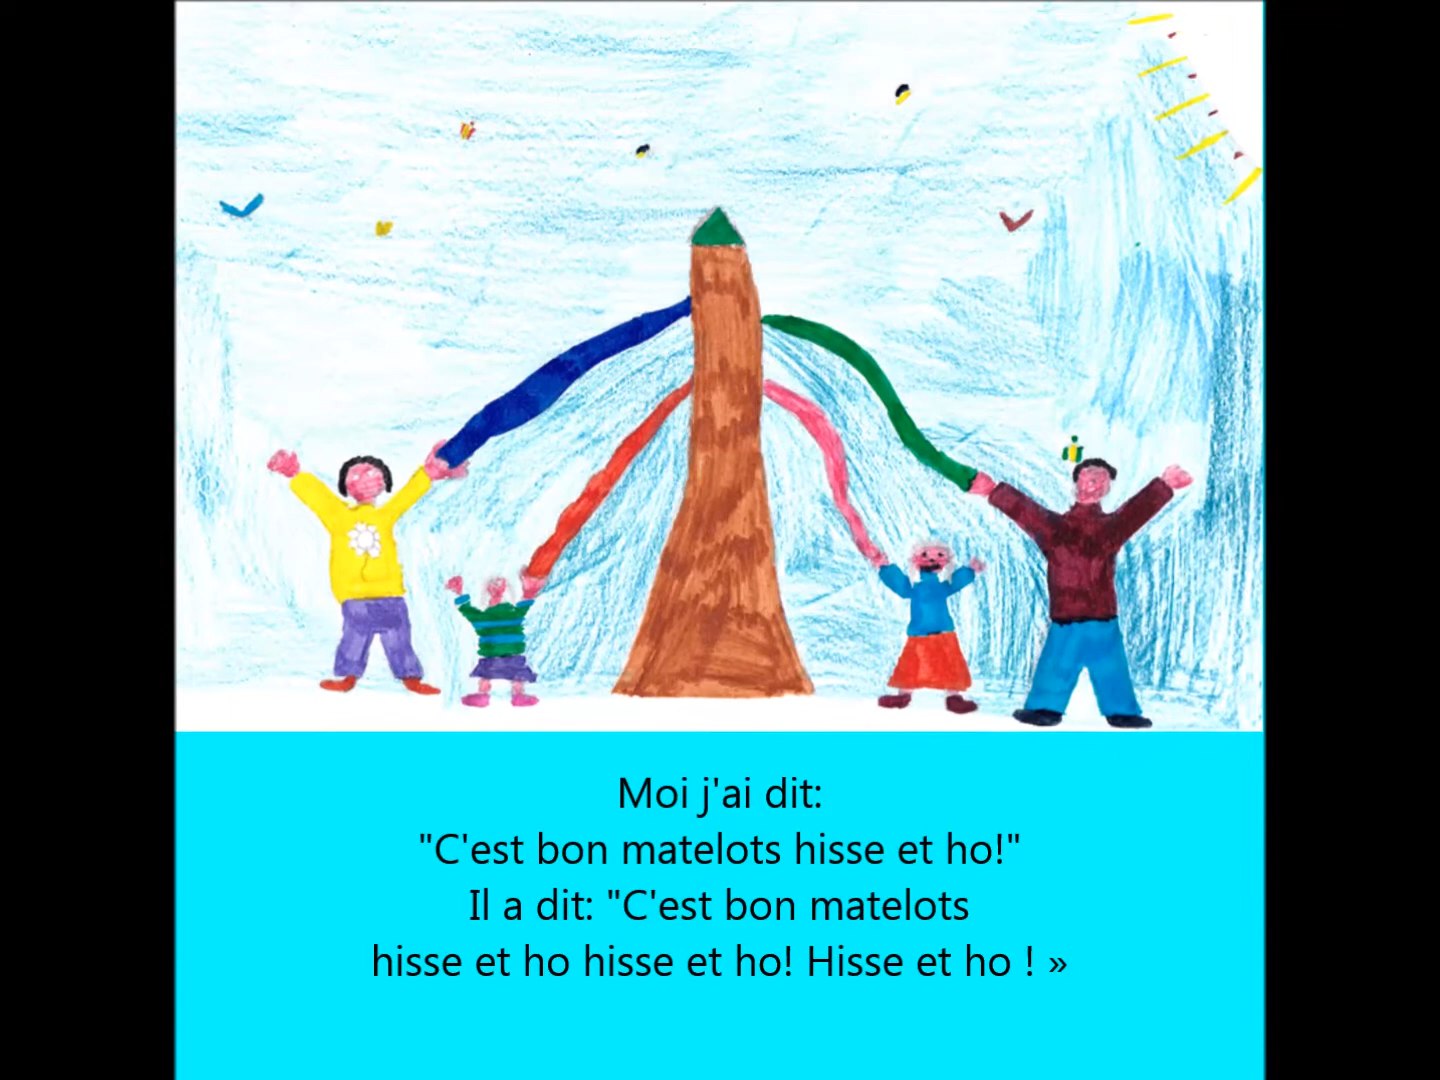 Moi j'ai dit:
"C'est bon matelots hisse et ho!"
Il a dit: "C'est bon matelots
hisse et ho hisse et ho! Hisse et ho ! »